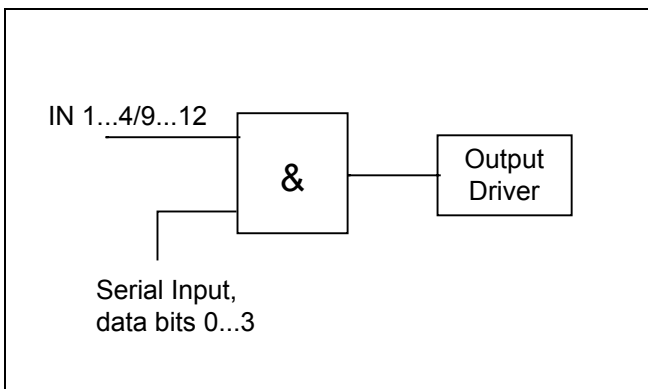 IN 1...4/9...12
&
Output
Driver
Serial Input,
data bits 0...3